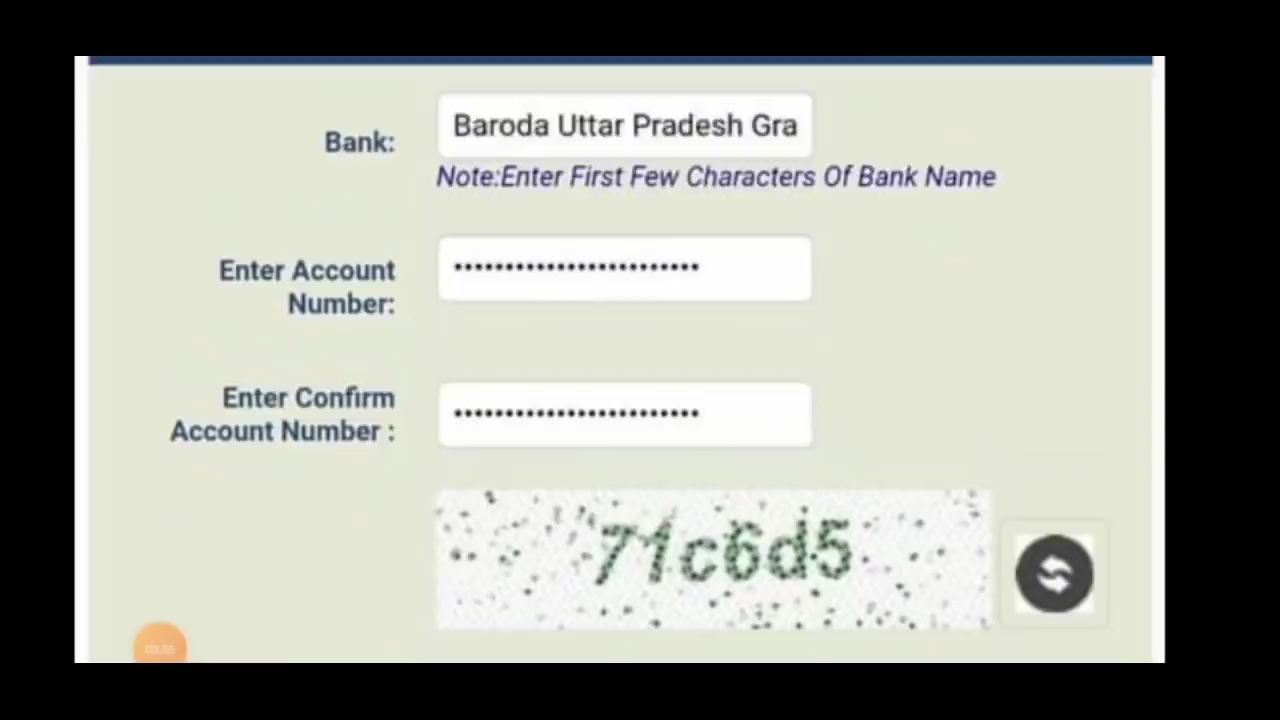 Bank:
Baroda Uttar Pradesh Gra
Note:Enter First Few Characters Of Bank Name
Enter Account
Number:
••••••••••••••••••••••••
Enter Confirm
Account Number :
••••••••••••••••••••••••
71c6d5